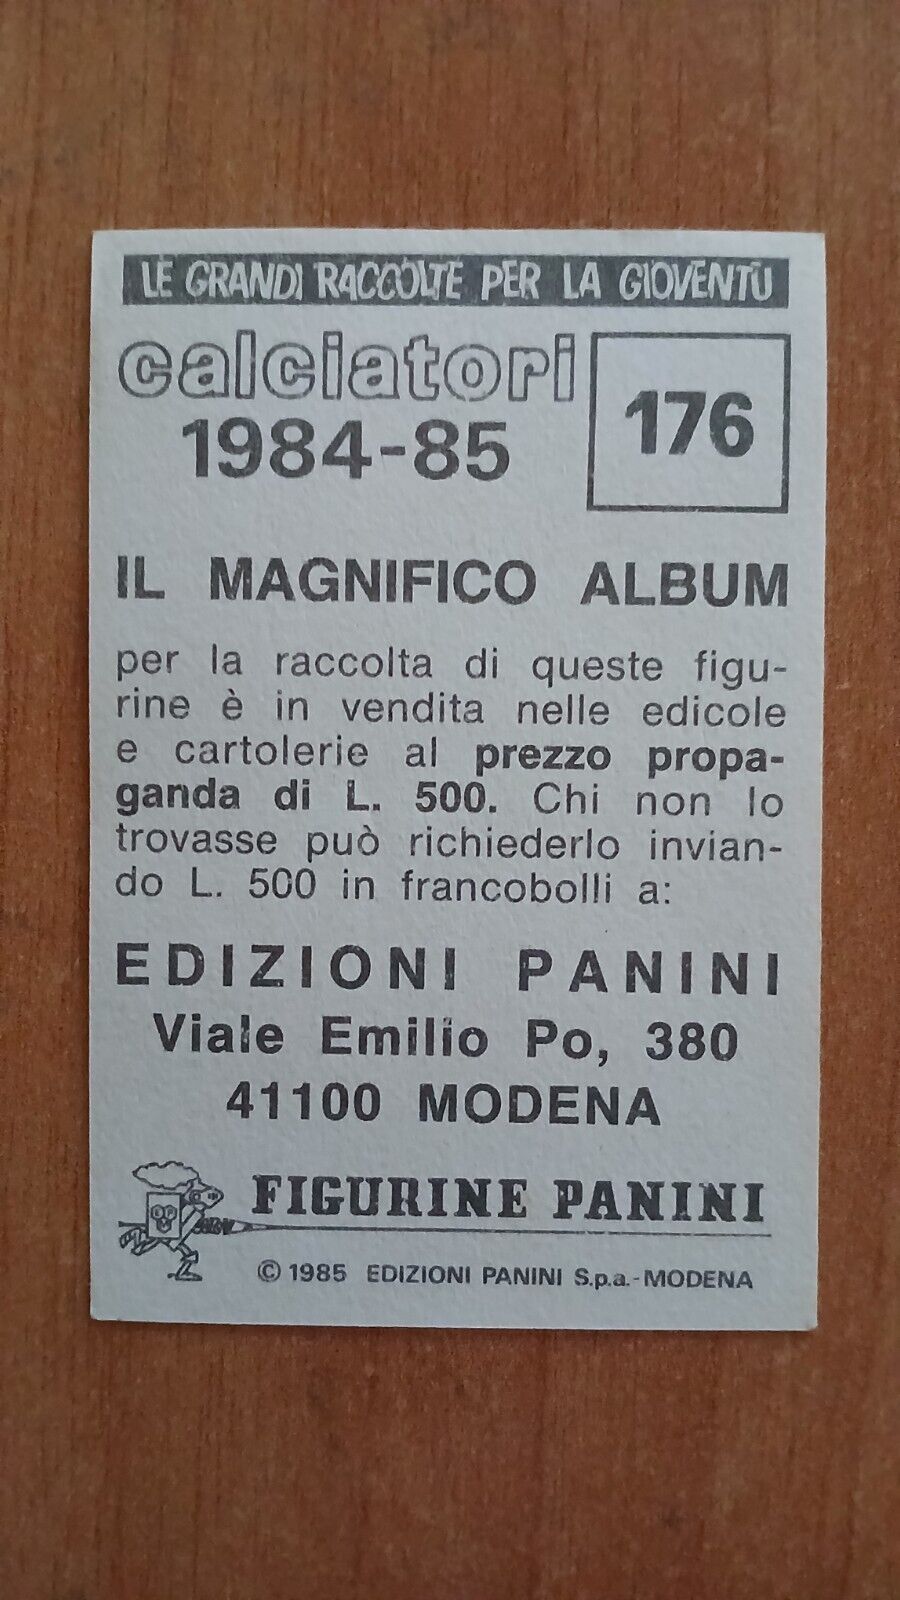 LE GRANDI RACCOLTE PER LA GIOVENTÙ
calciatori
1984-85
176
IL MAGNIFICO ALBUM
per la raccolta di queste figu-
rine è in vendita nelle edicole
e cartolerie al prezzo propa-
ganda di L. 500. Chi non lo
trovasse può richiederlo invian-
do L. 500 in francobolli a:
EDIZIONI PANINI
Viale Emilio Po, 380
41100 MODENA
FIGURINE PANINI
© 1985 EDIZIONI PANINI S.p.a.-MODENA